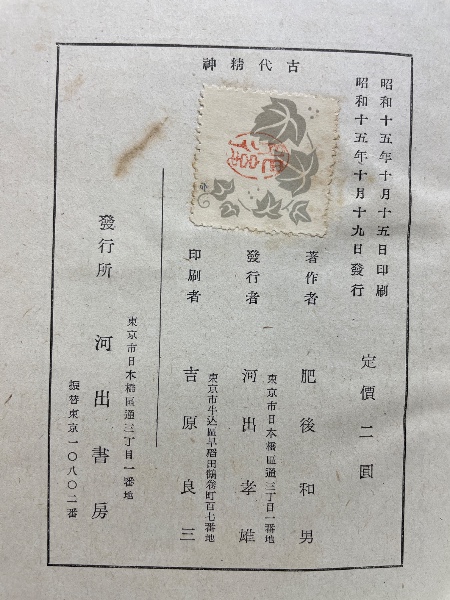 古代精神
昭和十五年十月十五日印刷
昭和十五年十月十九日發行
定價二圓
著作者 肥後和男
東京市日本橋區通三丁目一番地
發行者 河出孝雄
東京市牛込區早稻田鶴卷町百七番地
印刷者 吉原良三
東京市日本橋區通三丁目一番地
發行所 河出書房
振替東京一〇八〇二番